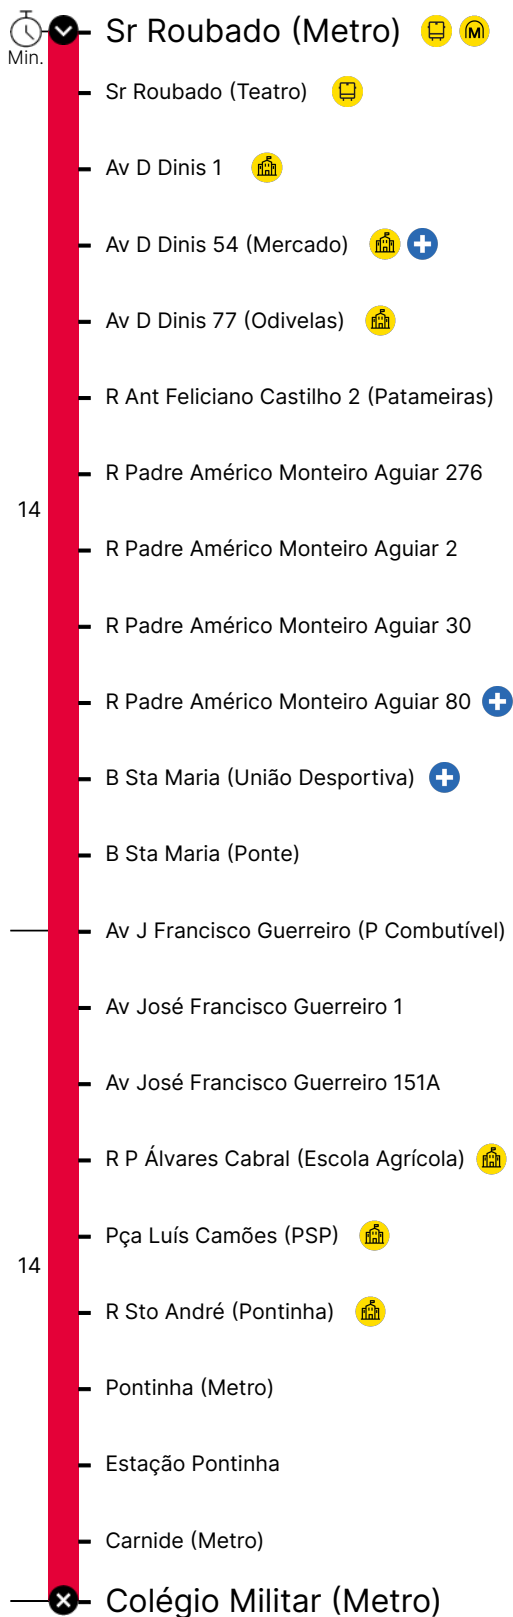 Sr Roubado (Metro)
M
Min.
Sr Roubado (Teatro)
Av D Dinis 1
Av D Dinis 54 (Mercado)
Av D Dinis 77 (Odivelas)
R Ant Feliciano Castilho 2 (Patameiras)
R Padre Américo Monteiro Aguiar 276
14
R Padre Américo Monteiro Aguiar 2
R Padre Américo Monteiro Aguiar 30
R Padre Américo Monteiro Aguiar 80
B Sta Maria (União Desportiva)
B Sta Maria (Ponte)
Av J Francisco Guerreiro (P Combutível)
Av José Francisco Guerreiro 1
Av José Francisco Guerreiro 151A
R P Álvares Cabral (Escola Agrícola)
Pça Luís Camões (PSP)
14
R Sto André (Pontinha)
Pontinha (Metro)
Estação Pontinha
Carnide (Metro)
Colégio Militar (Metro)